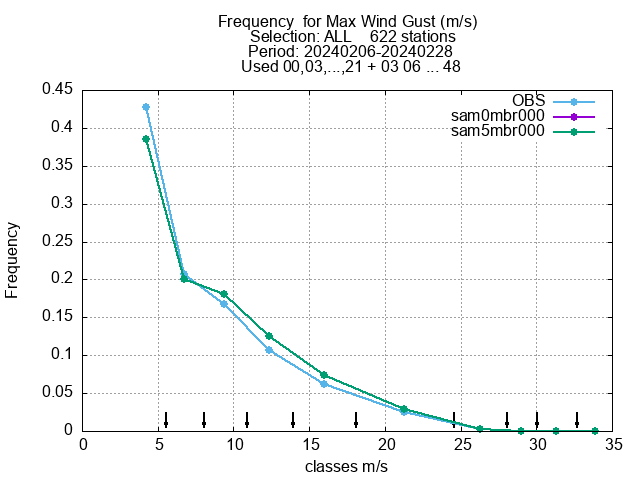 Frequency  for Max Wind Gust (m/s)
Selection: ALL    622 stations
Period: 20240206-20240228
Used 00,03,...,21 + 03 06 ... 48
OBS
sam0mbr000
sam5mbr000
0.45
0.4
0.35
0.3
0.25
0.2
0.15
0.1
0.05
0
Frequency
0 5 10 15 20 25 30 35
classes m/s